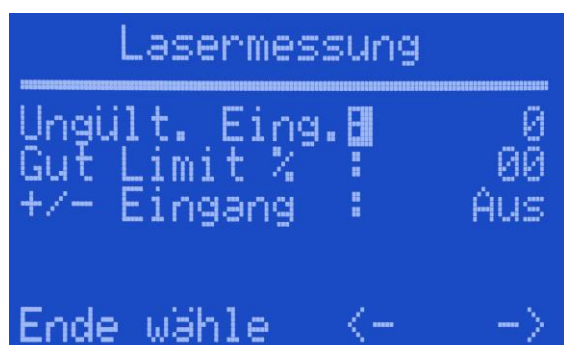 Lasermessung
Ungült. Eing.: 0
Gut Limit % : 00
+/- Eingang : Aus
Ende wähle <- ->